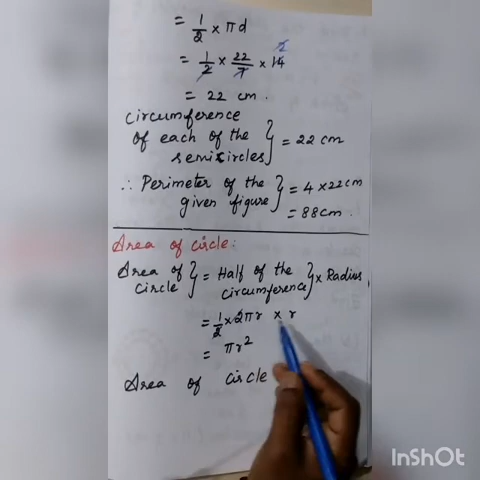 = 1/2 × πd
= 1/2 × 22/7 × 14 2
= 22 cm.
Circumference
of each of the
semicircles} = 22 cm
∴ Perimeter of the
given figure} = 4 × 22 cm
= 88 cm.
Area of circle:
Area of
circle} = Half of the
circumference} × Radius
= 1/2 × 2πr × r
= πr²
Area of circle
InShOt